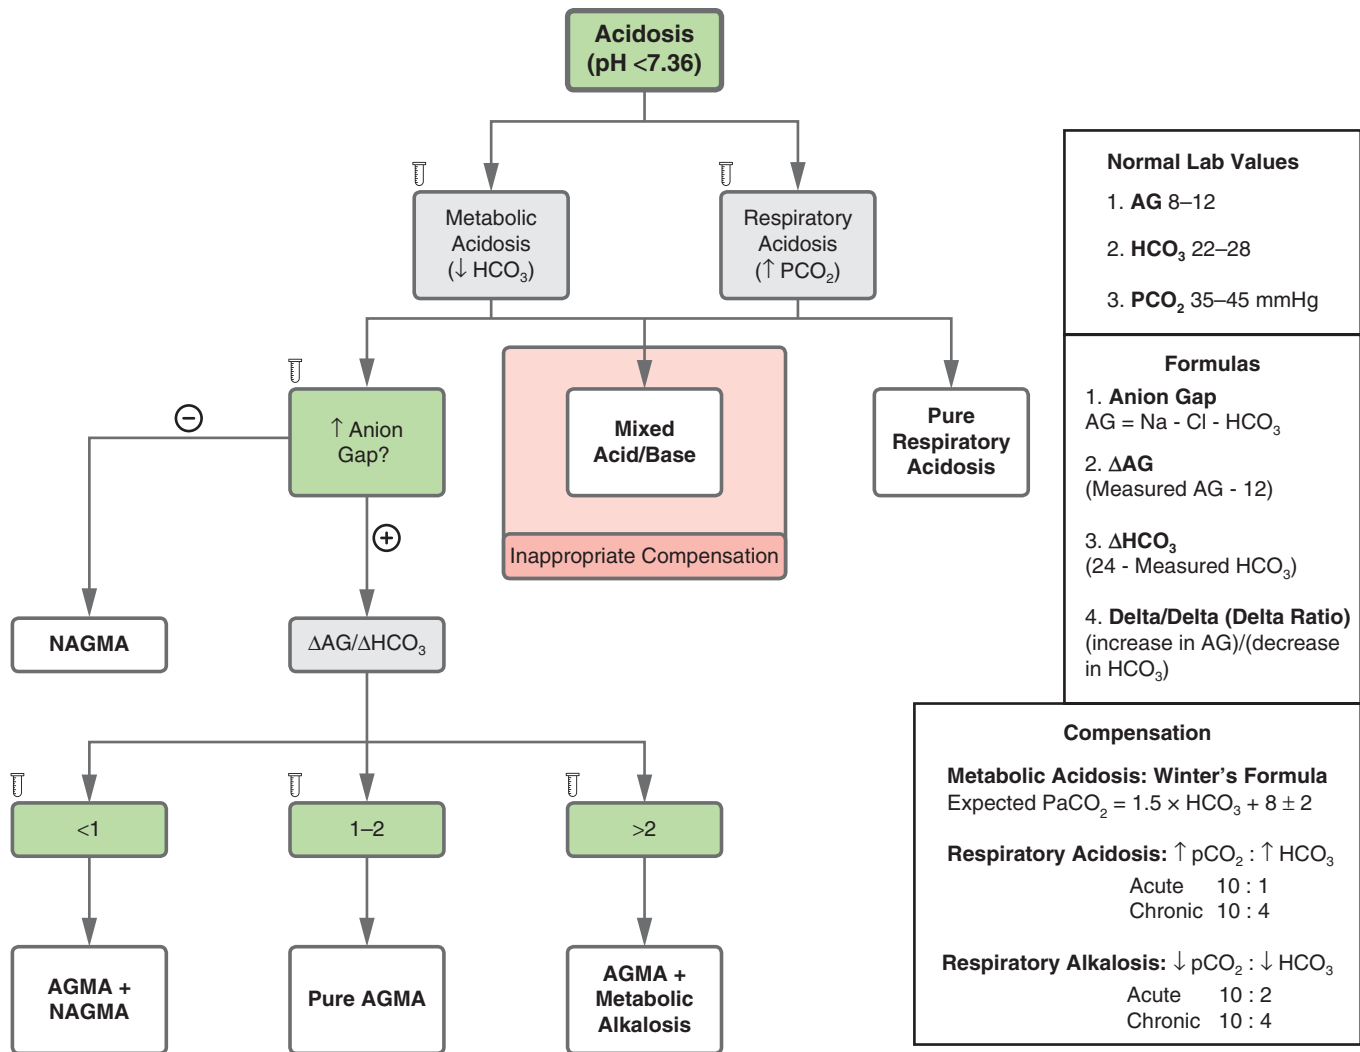 Acidosis
(pH <7.36)
Metabolic
Acidosis
(↓ HCO₃)
Respiratory
Acidosis
(↑ PCO₂)
↑ Anion
Gap?
Mixed
Acid/Base
Inappropriate Compensation
Pure
Respiratory
Acidosis
−
+
NAGMA
ΔAG/ΔHCO₃
<1
1–2
>2
AGMA +
NAGMA
Pure AGMA
AGMA +
Metabolic
Alkalosis
Normal Lab Values
1. AG 8–12
2. HCO₃ 22–28
3. PCO₂ 35–45 mmHg
Formulas
1. Anion Gap
AG = Na - Cl - HCO₃
2. ΔAG
(Measured AG - 12)
3. ΔHCO₃
(24 - Measured HCO₃)
4. Delta/Delta (Delta Ratio)
(increase in AG)/(decrease
in HCO₃)
Compensation
Metabolic Acidosis: Winter’s Formula
Expected PaCO₂ = 1.5 × HCO₃ + 8 ± 2
Respiratory Acidosis: ↑ pCO₂ : ↑ HCO₃
Acute 10 : 1
Chronic 10 : 4
Respiratory Alkalosis: ↓ pCO₂ : ↓ HCO₃
Acute 10 : 2
Chronic 10 : 4